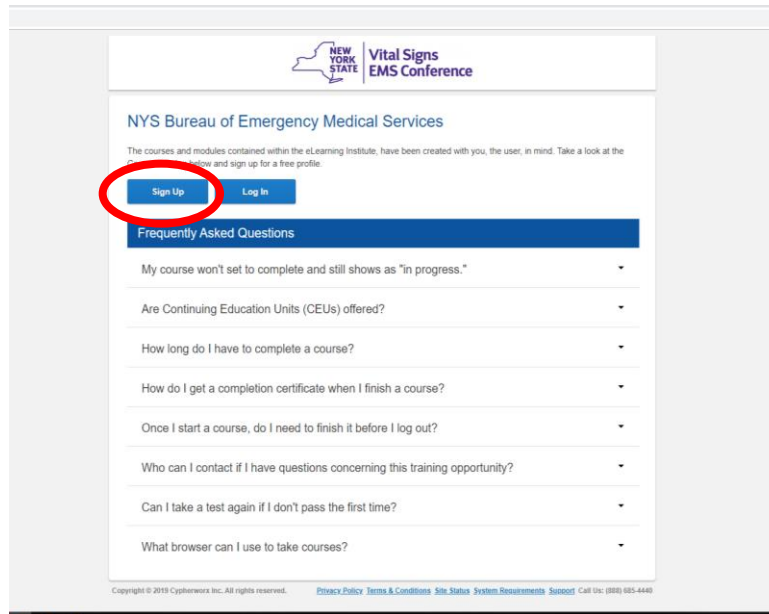 NEW
YORK
STATE
Vital Signs
EMS Conference
NYS Bureau of Emergency Medical Services
The courses and modules contained within the eLearning Institute, have been created with you, the user, in mind. Take a look at the
below and sign up for a free profile.
Sign Up
Log In
Frequently Asked Questions
My course won't set to complete and still shows as "in progress."
Are Continuing Education Units (CEUs) offered?
How long do I have to complete a course?
How do I get a completion certificate when I finish a course?
Once I start a course, do I need to finish it before I log out?
Who can I contact if I have questions concerning this training opportunity?
Can I take a test again if I don't pass the first time?
What browser can I use to take courses?
Copyright © 2019 Cypherworx Inc. All rights reserved. Privacy Policy Terms & Conditions Site Status System Requirements Support Call Us: (888) 685-4440